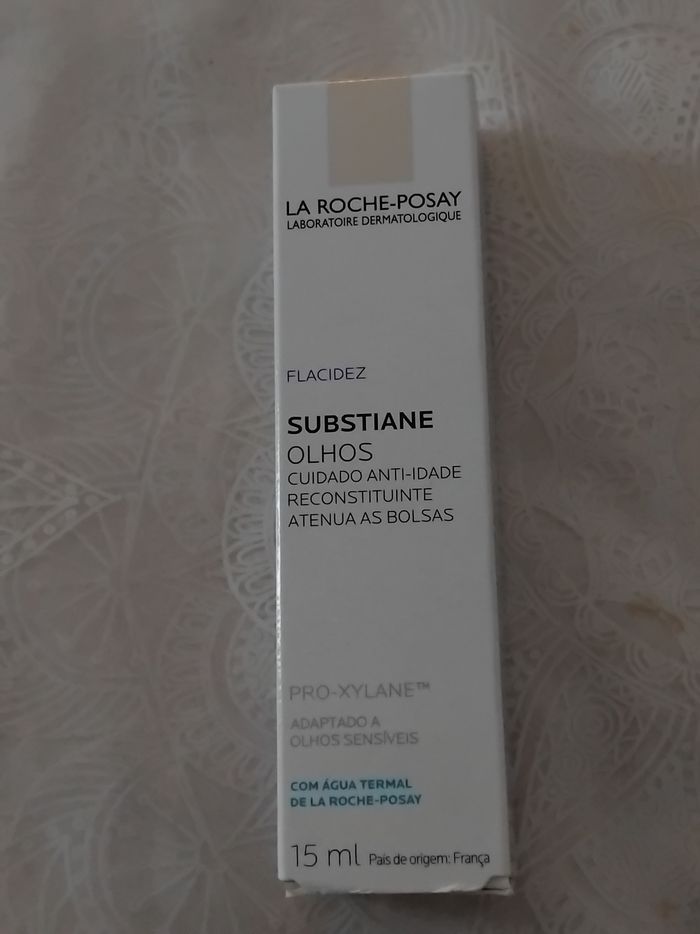 LA ROCHE-POSAY
LABORATOIRE DERMATOLOGIQUE
FLACIDEZ
SUBSTIANE
OLHOS
CUIDADO ANTI-IDADE
RECONSTITUINTE
ATENUA AS BOLSAS
PRO-XYLANE™
ADAPTADO A
OLHOS SENSÍVEIS
COM ÁGUA TERMAL
DE LA ROCHE-POSAY
15 ml País de origem: França